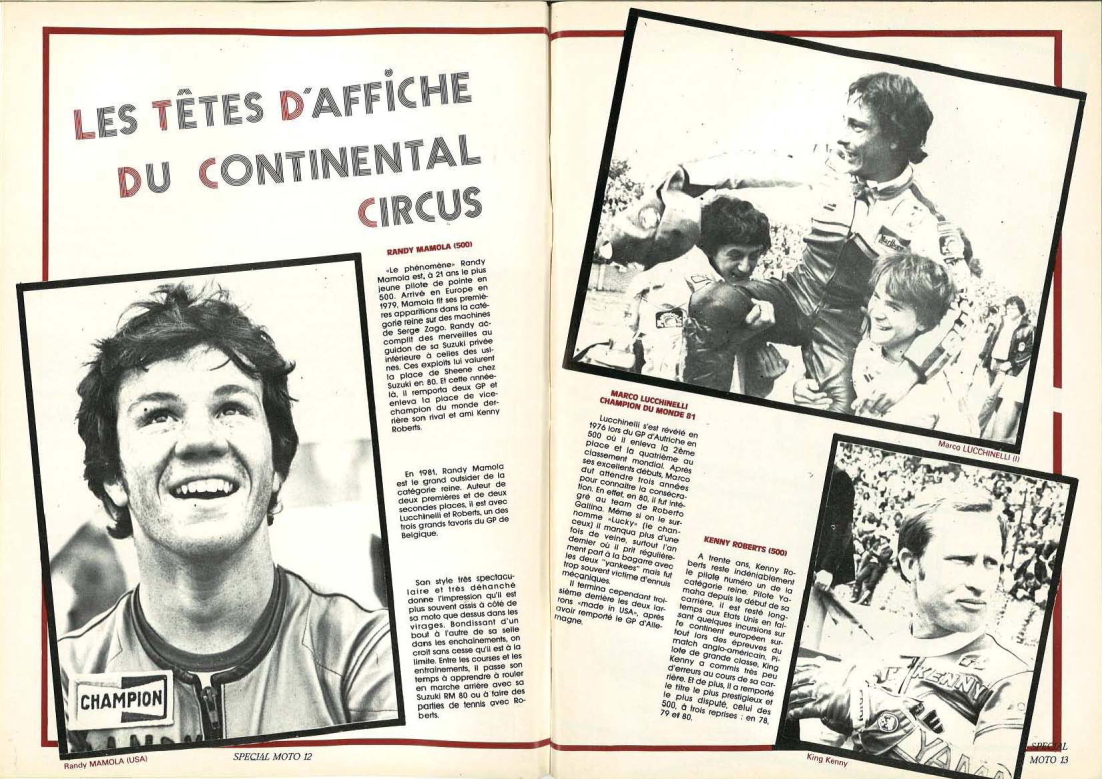 LES TÊTES D'AFFICHE
DU CONTINENTAL
CIRCUS
RANDY MAMOLA (500)
«Le phénomène» Randy
Mamola est, à 21 ans le plus
jeune pilote de pointe en
500. Arrivé en Europe en
1979, Mamola fit ses premiè-
res apparitions dans la caté-
gorie reine sur des machines
de Serge Zago. Randy ac-
complit des merveilles au
guidon de sa Suzuki privée
inférieure à celles des usi-
nes. Ces exploits lui valurent
la place de Sheene chez
Suzuki en 80. Et cette année-
là, il remporta deux GP et
enleva la place de vice-
champion du monde der-
rière son rival et ami Kenny
Roberts.
En 1981, Randy Mamola
est le grand outsider de la
catégorie reine. Auteur de
deux premières et de deux
secondes places, il est avec
Lucchinelli et Roberts, un des
trois grands favoris du GP de
Belgique.
Son style très spectacu-
laire et très déhanché
donne l'impression qu'il est
plus souvent assis à côté de
sa moto que dessus dans les
virages. Bondissant d'un
bout à l'autre de sa selle
dans les enchaînements, on
croit sans cesse qu'il est à la
limite. Entre les courses et les
entraînements, il passe son
temps à apprendre à rouler
en marche arrière avec sa
Suzuki RM 80 ou à faire des
parties de tennis avec Ro-
berts.
CHAMPION
Randy MAMOLA (USA)
SPECIAL MOTO 12
Marlboro
Marco LUCCHINELLI (I)
MARCO LUCCHINELLI
CHAMPION DU MONDE 81
Lucchinelli s'est révélé en
1976 lors du GP d'Autriche en
500 où il enleva la 2ème
place et la quatrième au
classement mondial. Après
ses excellents débuts, Marco
dut attendre trois années
pour connaître la consécra-
tion. En effet, en 80, il fut inté-
gré au team de Roberto
Gallina. Même si on le sur-
nomme «Lucky» (le chan-
ceux) il manqua plus d'une
fois de veine, surtout l'an
dernier où il prit régulière-
ment part à la bagarre avec
les deux "yankees" mais fut
trop souvent victime d'ennuis
mécaniques.
Il termina cependant troi-
sième derrière les deux lar-
rons «made in USA», après
avoir remporté le GP d'Alle-
magne.
KENNY ROBERTS (500)
A trente ans, Kenny Ro-
berts reste indéniablement
le pilote numéro un de la
catégorie reine. Pilote Ya-
maha depuis le début de sa
carrière, il est resté long-
temps aux Etats Unis en fai-
sant quelques incursions sur
le continent européen sur-
tout lors des épreuves du
match anglo-américain. Pi-
lote de grande classe, King
Kenny a commis très peu
d'erreurs au cours de sa car-
rière. Et de plus, il a remporté
le titre le plus prestigieux et
le plus disputé, celui des
500, à trois reprises : en 78,
79 et 80.
KENNY
YAM
King Kenny
SPECIAL
MOTO 13